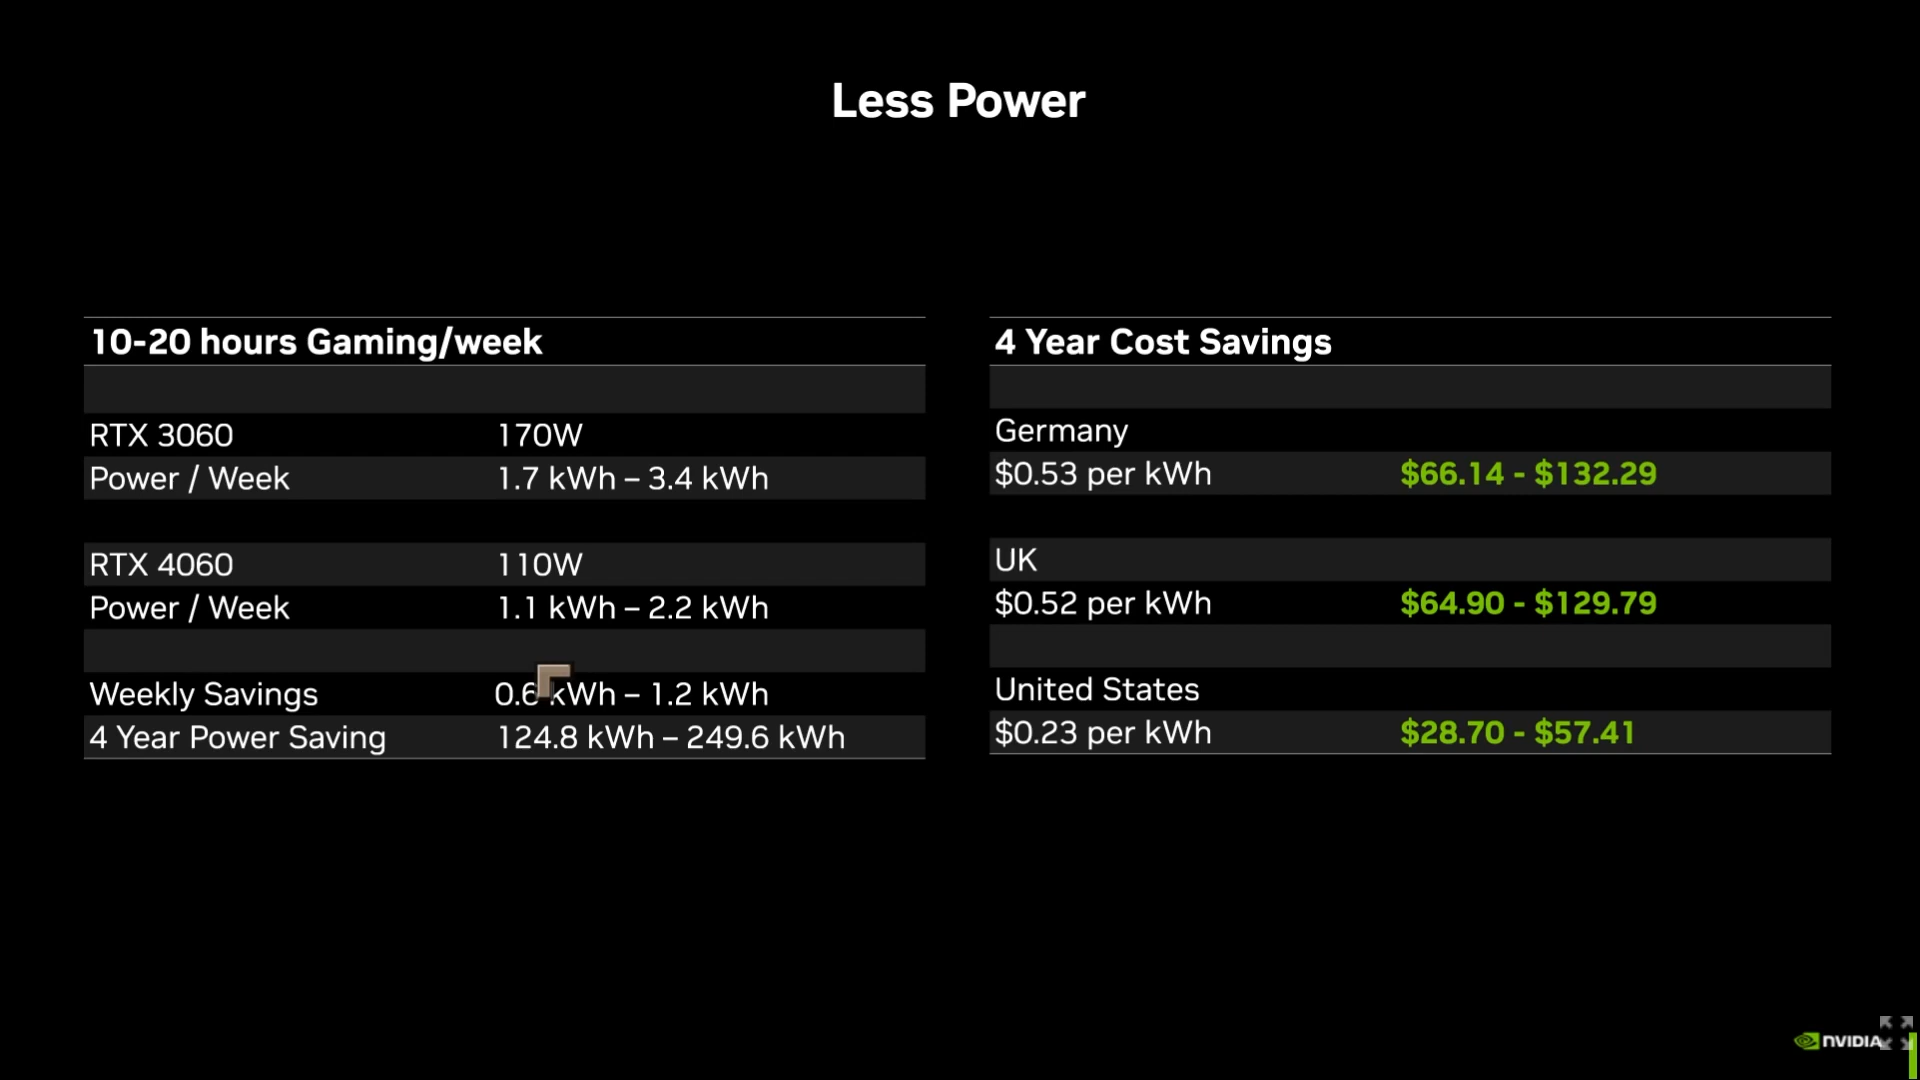 Less Power
10-20 hours Gaming/week
RTX 3060 170W
Power / Week 1.7 kWh – 3.4 kWh
RTX 4060 110W
Power / Week 1.1 kWh – 2.2 kWh
Weekly Savings 0.6 kWh – 1.2 kWh
4 Year Power Saving 124.8 kWh – 249.6 kWh
4 Year Cost Savings
Germany
$0.53 per kWh $66.14 - $132.29
UK
$0.52 per kWh $64.90 - $129.79
United States
$0.23 per kWh $28.70 - $57.41
NVIDIA